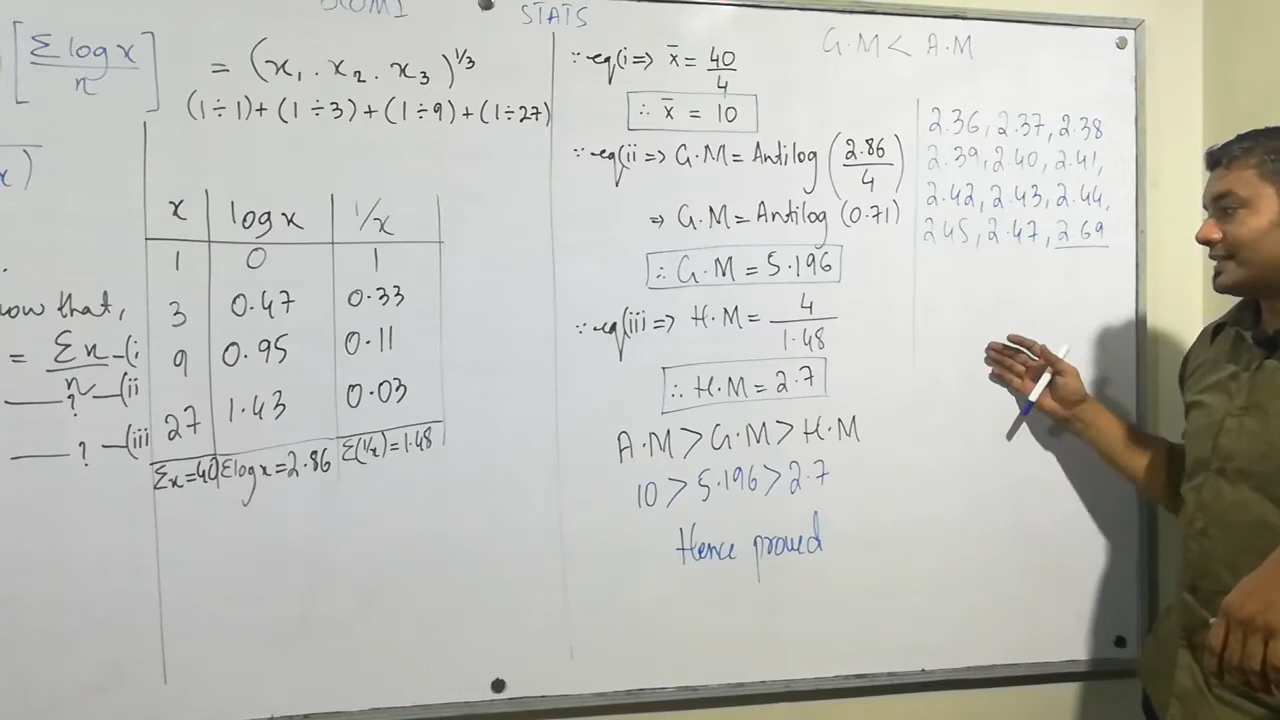 STATS
[Σ log x / n]
= (x₁ . x₂ . x₃)^1/3
(1÷1)+(1÷3)+(1÷9)+(1÷27)
x)
ow that,
= Σx/n —(i
——? —(ii
——? —(iii
x | log x | 1/x
1 | 0 | 1
3 | 0.47 | 0.33
9 | 0.95 | 0.11
27 | 1.43 | 0.03
Σx=40 | Σlogx=2.86 | Σ(1/x)=1.48
∵ eq(i ⇒ x̄ = 40/4
∴ x̄ = 10
∵ eq(ii ⇒ G.M = Antilog (2.86/4)
⇒ G.M = Antilog (0.71)
∴ G.M = 5.196
∵ eq(iii ⇒ H.M = 4/1.48
∴ H.M = 2.7
A.M > G.M > H.M
10 > 5.196 > 2.7
Hence proved
G.M < A.M
2.36, 2.37, 2.38
2.39, 2.40, 2.41,
2.42, 2.43, 2.44,
2.45, 2.47, 2.69